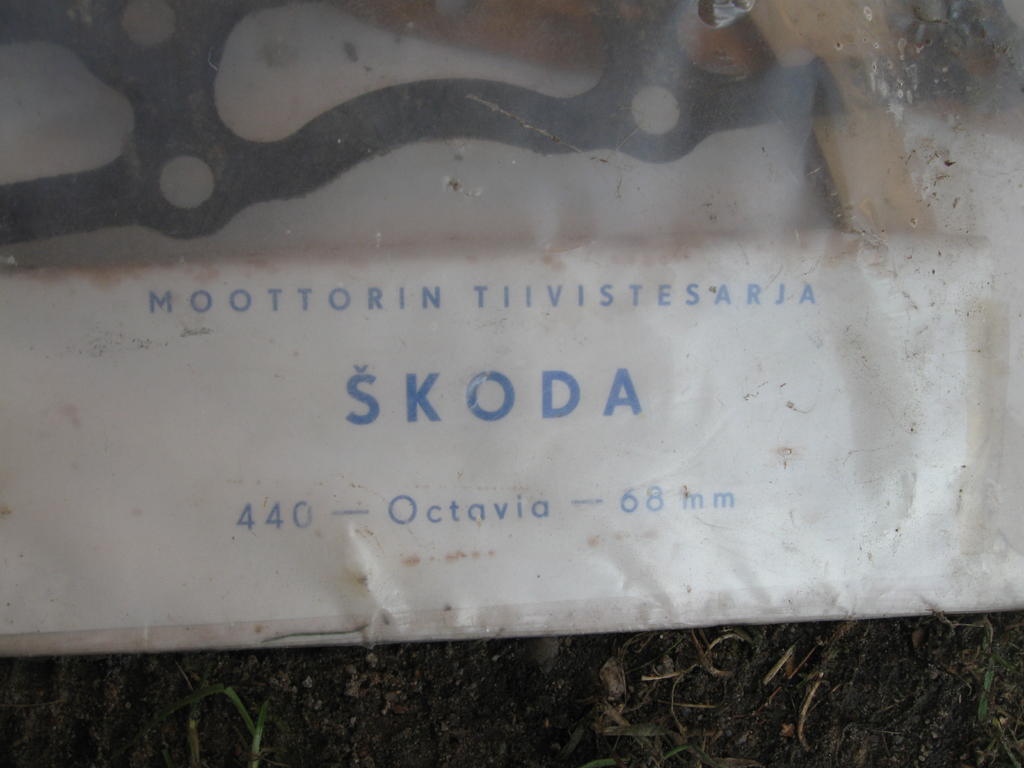 MOOTTORIN TIIVISTESARJA
ŠKODA
440 — Octavia — 68 mm